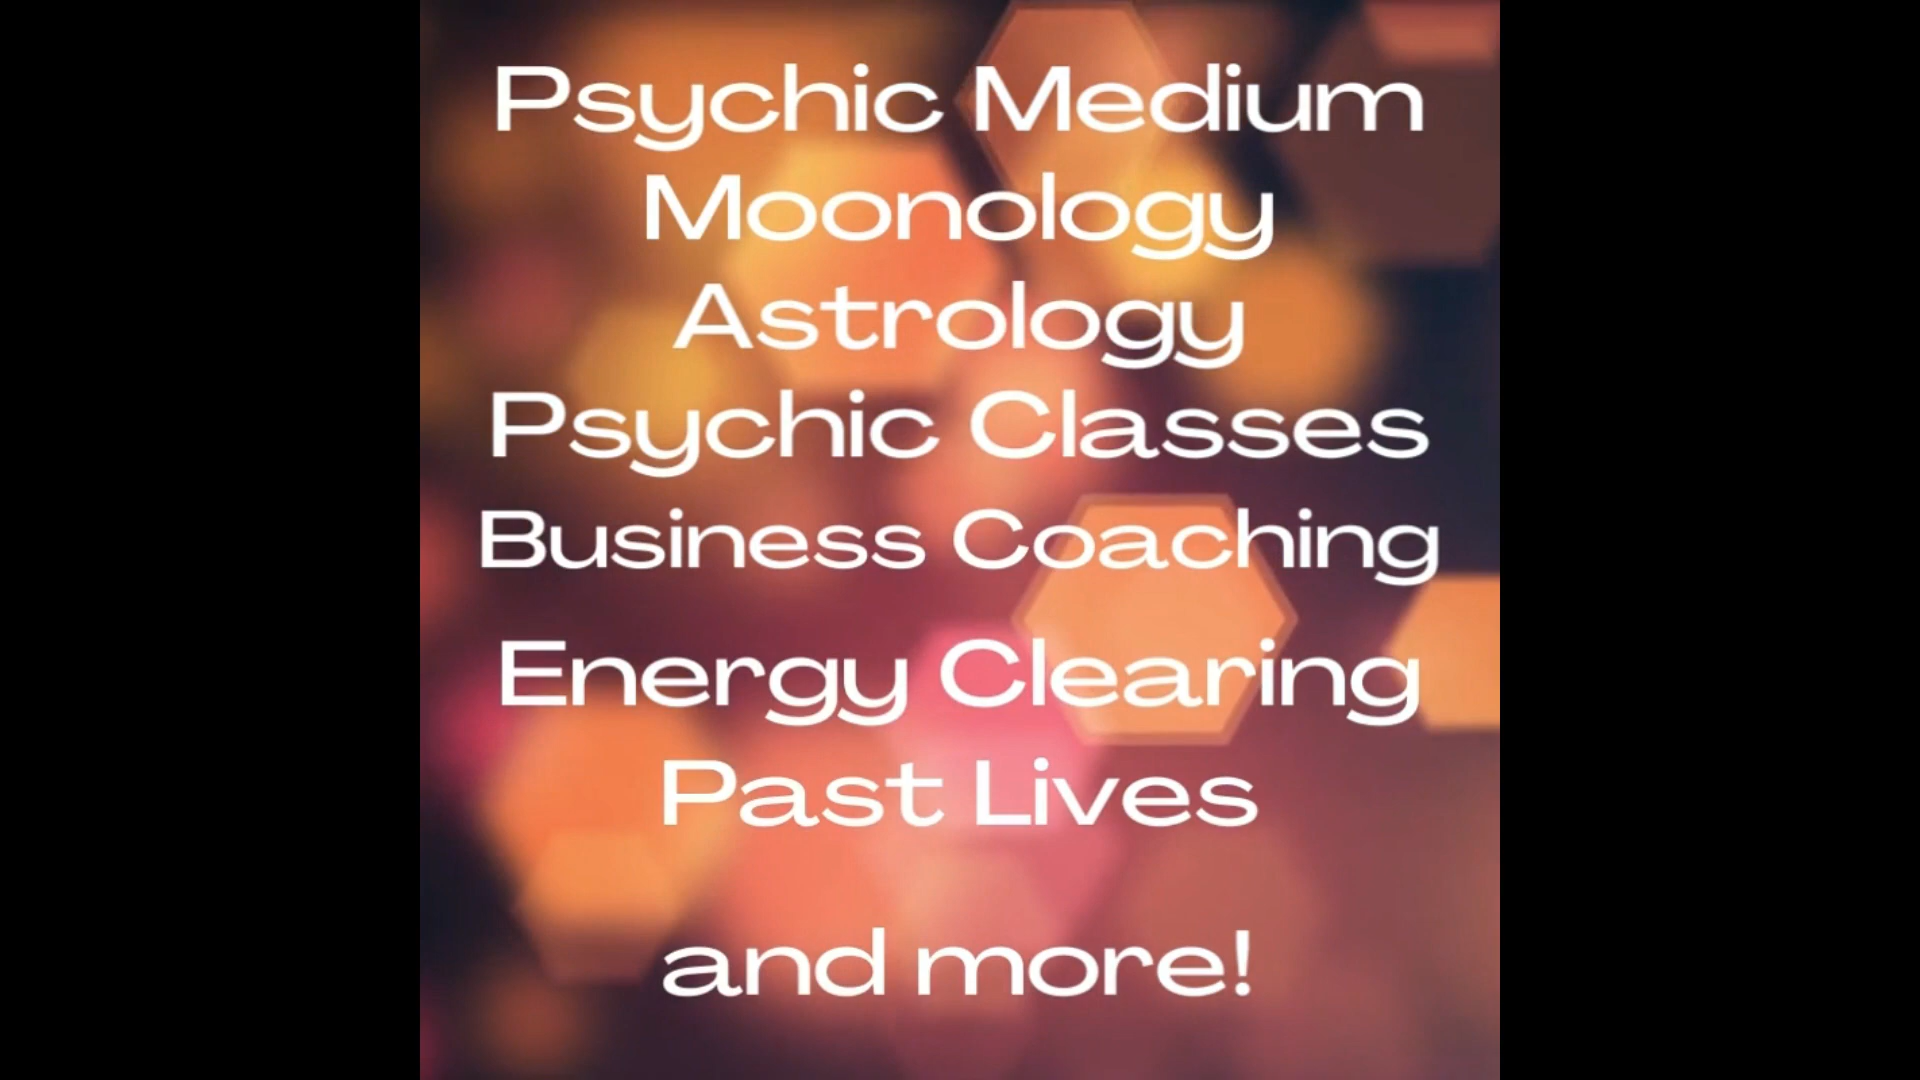 Psychic Medium
Moonology
Astrology
Psychic Classes
Business Coaching
Energy Clearing
Past Lives
and more!